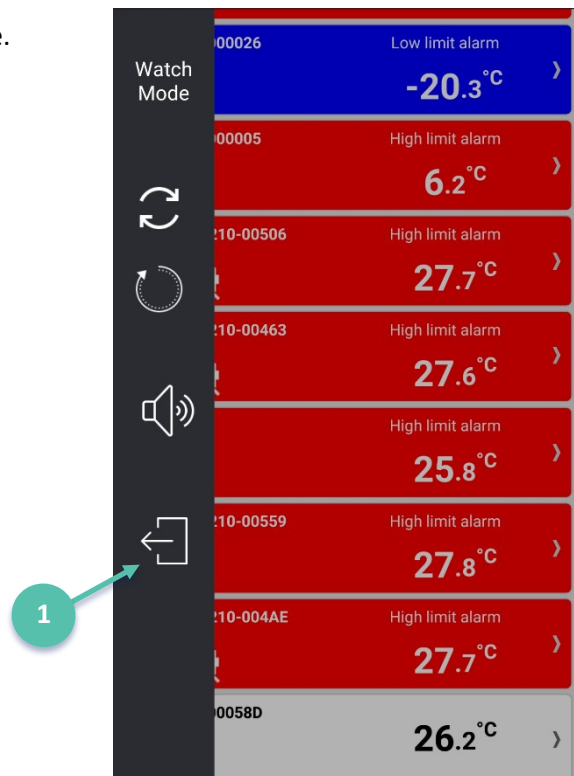 e.
Watch
Mode
00026
Low limit alarm
-20.3°C
00005
High limit alarm
6.2°C
210-00506
High limit alarm
27.7°C
210-00463
High limit alarm
27.6°C
High limit alarm
25.8°C
210-00559
High limit alarm
27.8°C
1
210-004AE
High limit alarm
27.7°C
0058D
26.2°C